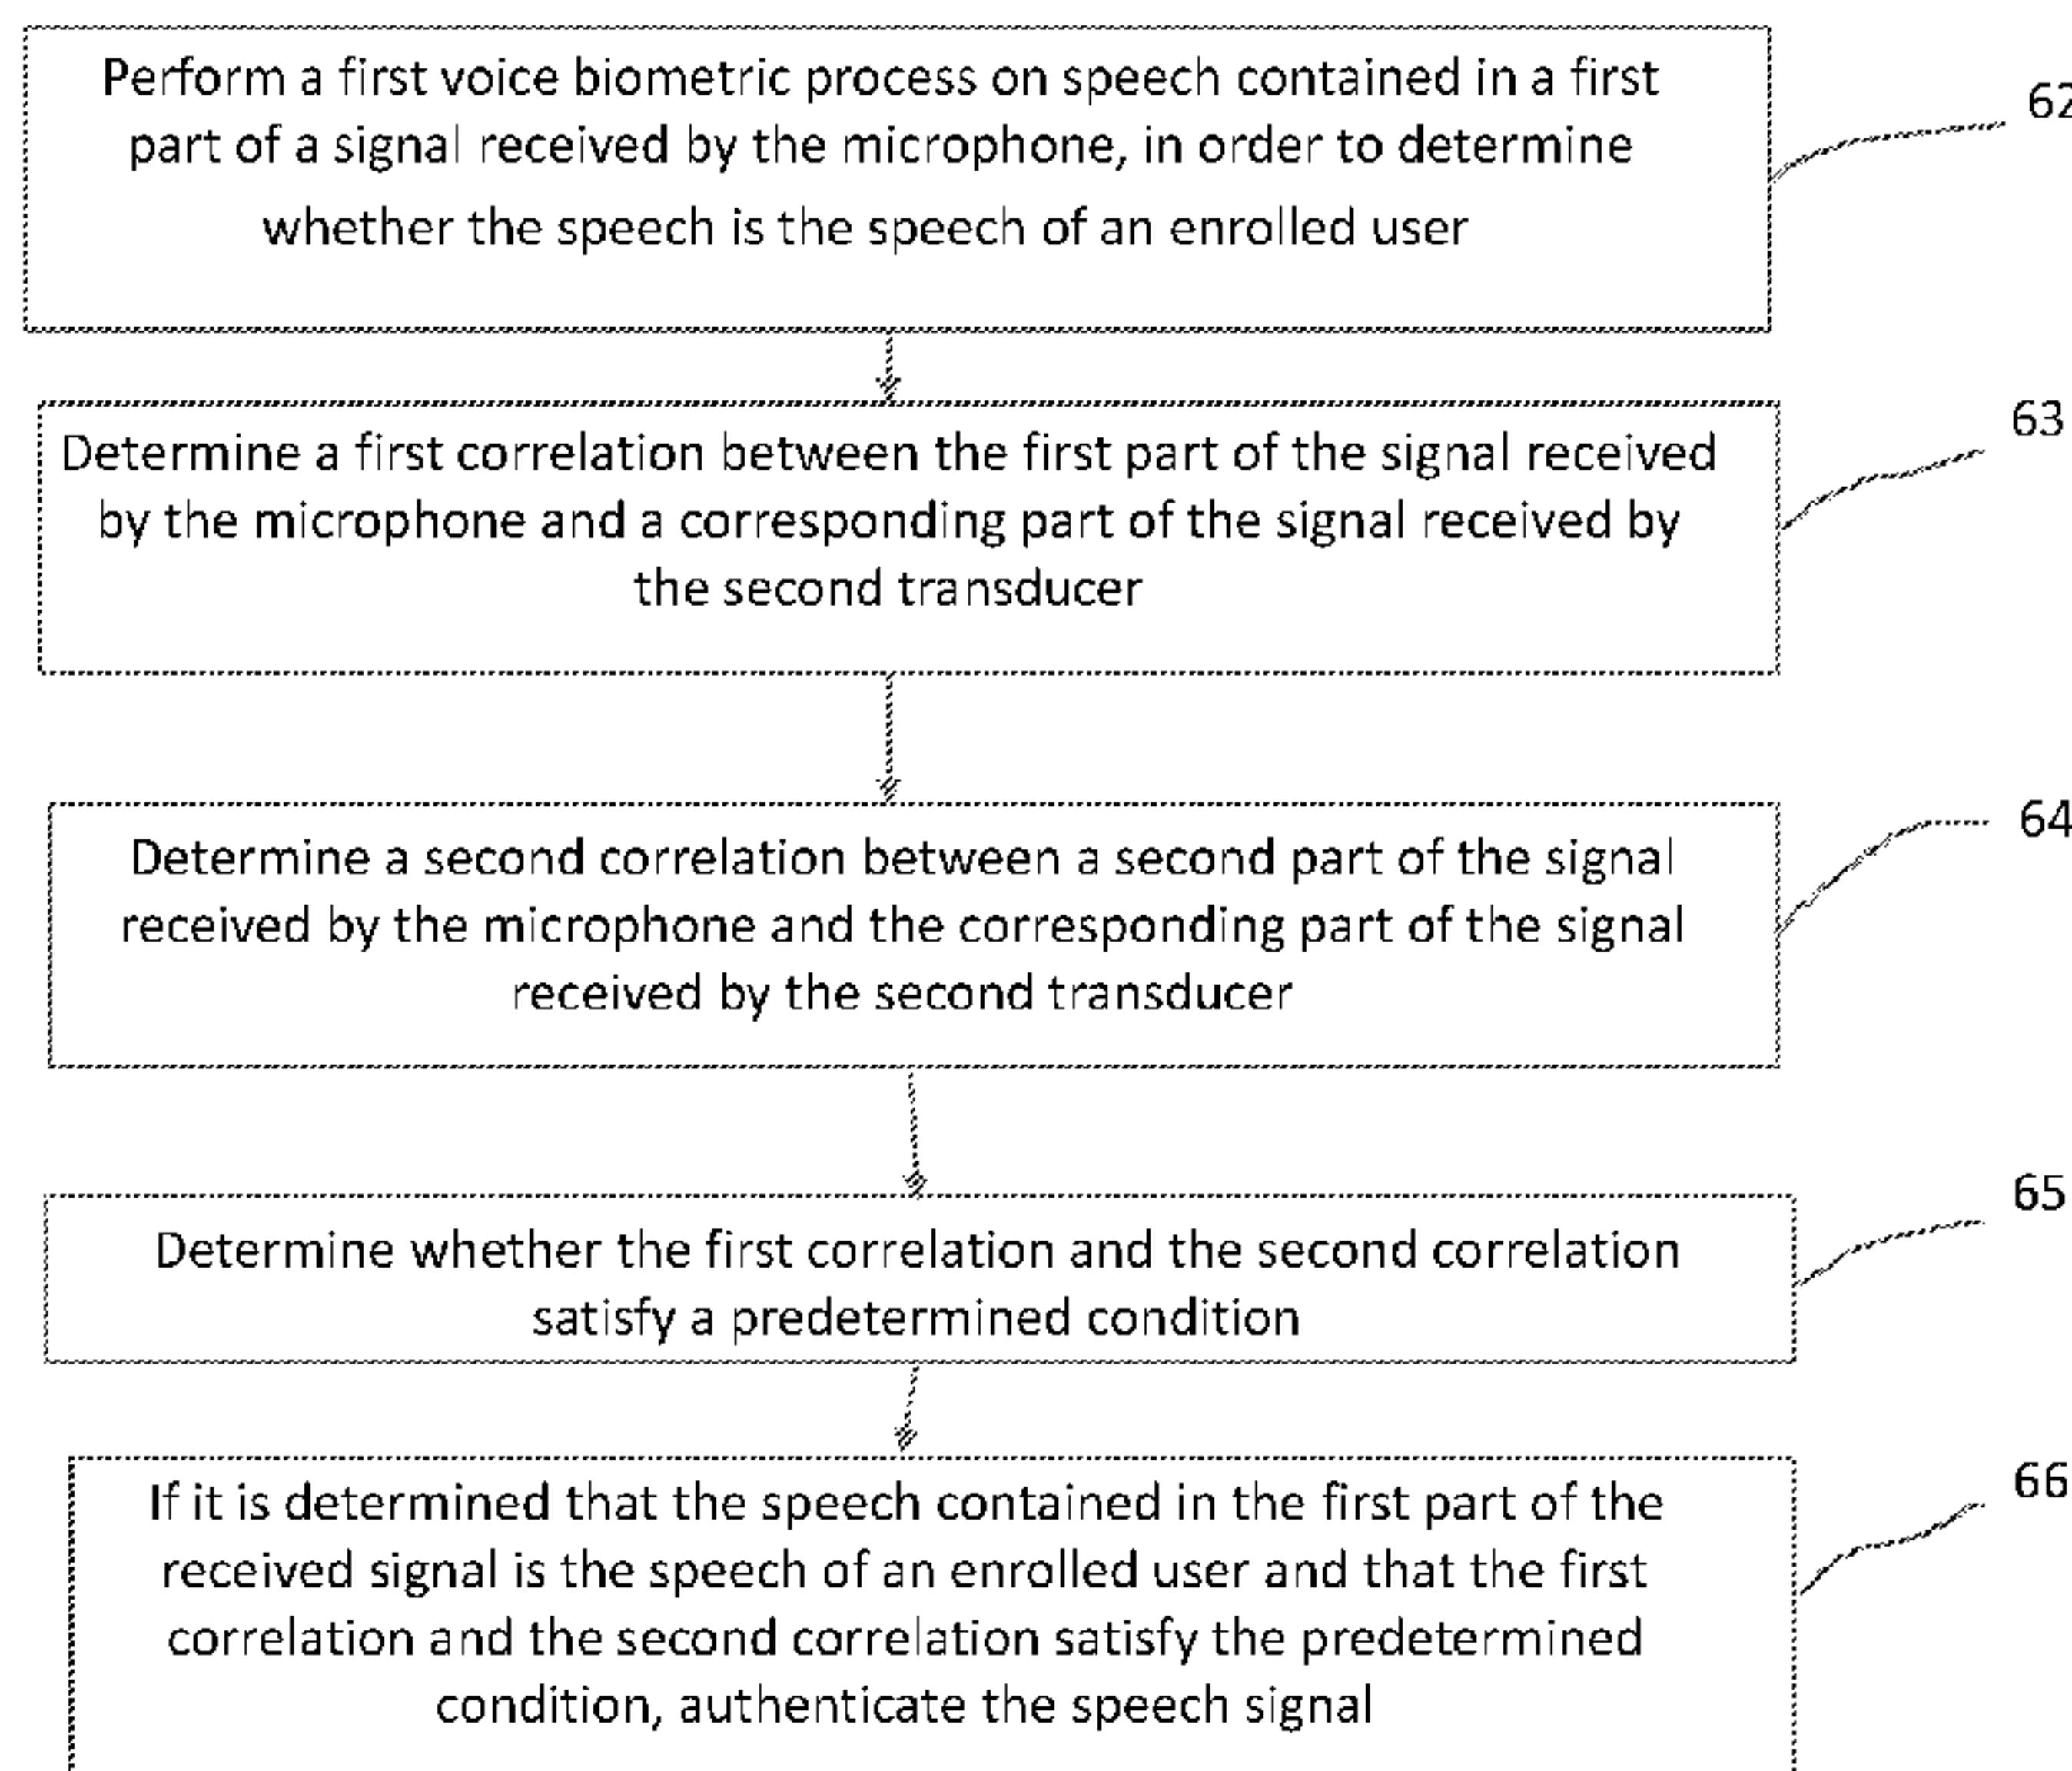 Perform a first voice biometric process on speech contained in a first
part of a signal received by the microphone, in order to determine
whether the speech is the speech of an enrolled user
62
Determine a first correlation between the first part of the signal received
by the microphone and a corresponding part of the signal received by
the second transducer
63
Determine a second correlation between a second part of the signal
received by the microphone and the corresponding part of the signal
received by the second transducer
64
Determine whether the first correlation and the second correlation
satisfy a predetermined condition
65
If it is determined that the speech contained in the first part of the
received signal is the speech of an enrolled user and that the first
correlation and the second correlation satisfy the predetermined
condition, authenticate the speech signal
66